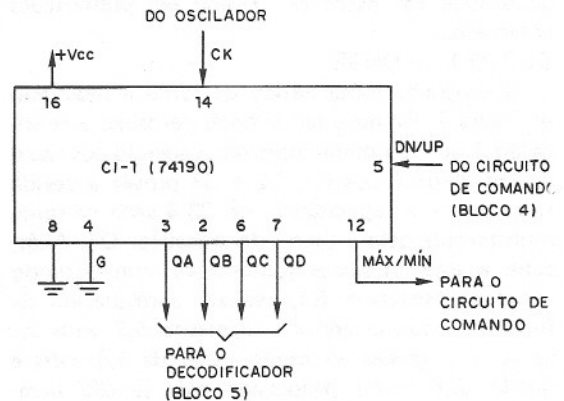 DO OSCILADOR
+Vcc
CK
16
14
DN/UP
5
CI-1 (74190)
DO CIRCUITO
DE COMANDO
(BLOCO 4)
8
4
3
2
6
7
12
G
QA
QB
QC
QD
MÁX/MÍN
PARA O
CIRCUITO DE
COMANDO
PARA O
DECODIFICADOR
(BLOCO 5)